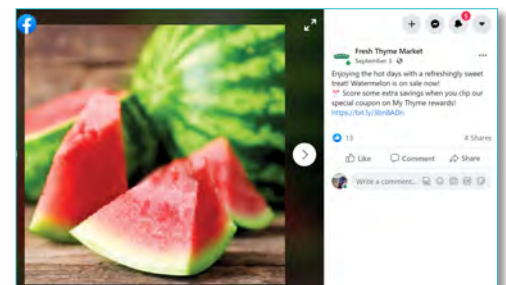 5
Fresh Thyme Market
September 3
Enjoying the hot days with a refreshingly sweet
treat! Watermelon is on sale now!
Score some extra savings when you clip our
special coupon on My Thyme rewards!
13
4 Shares
Like Comment Share
Write a comment...